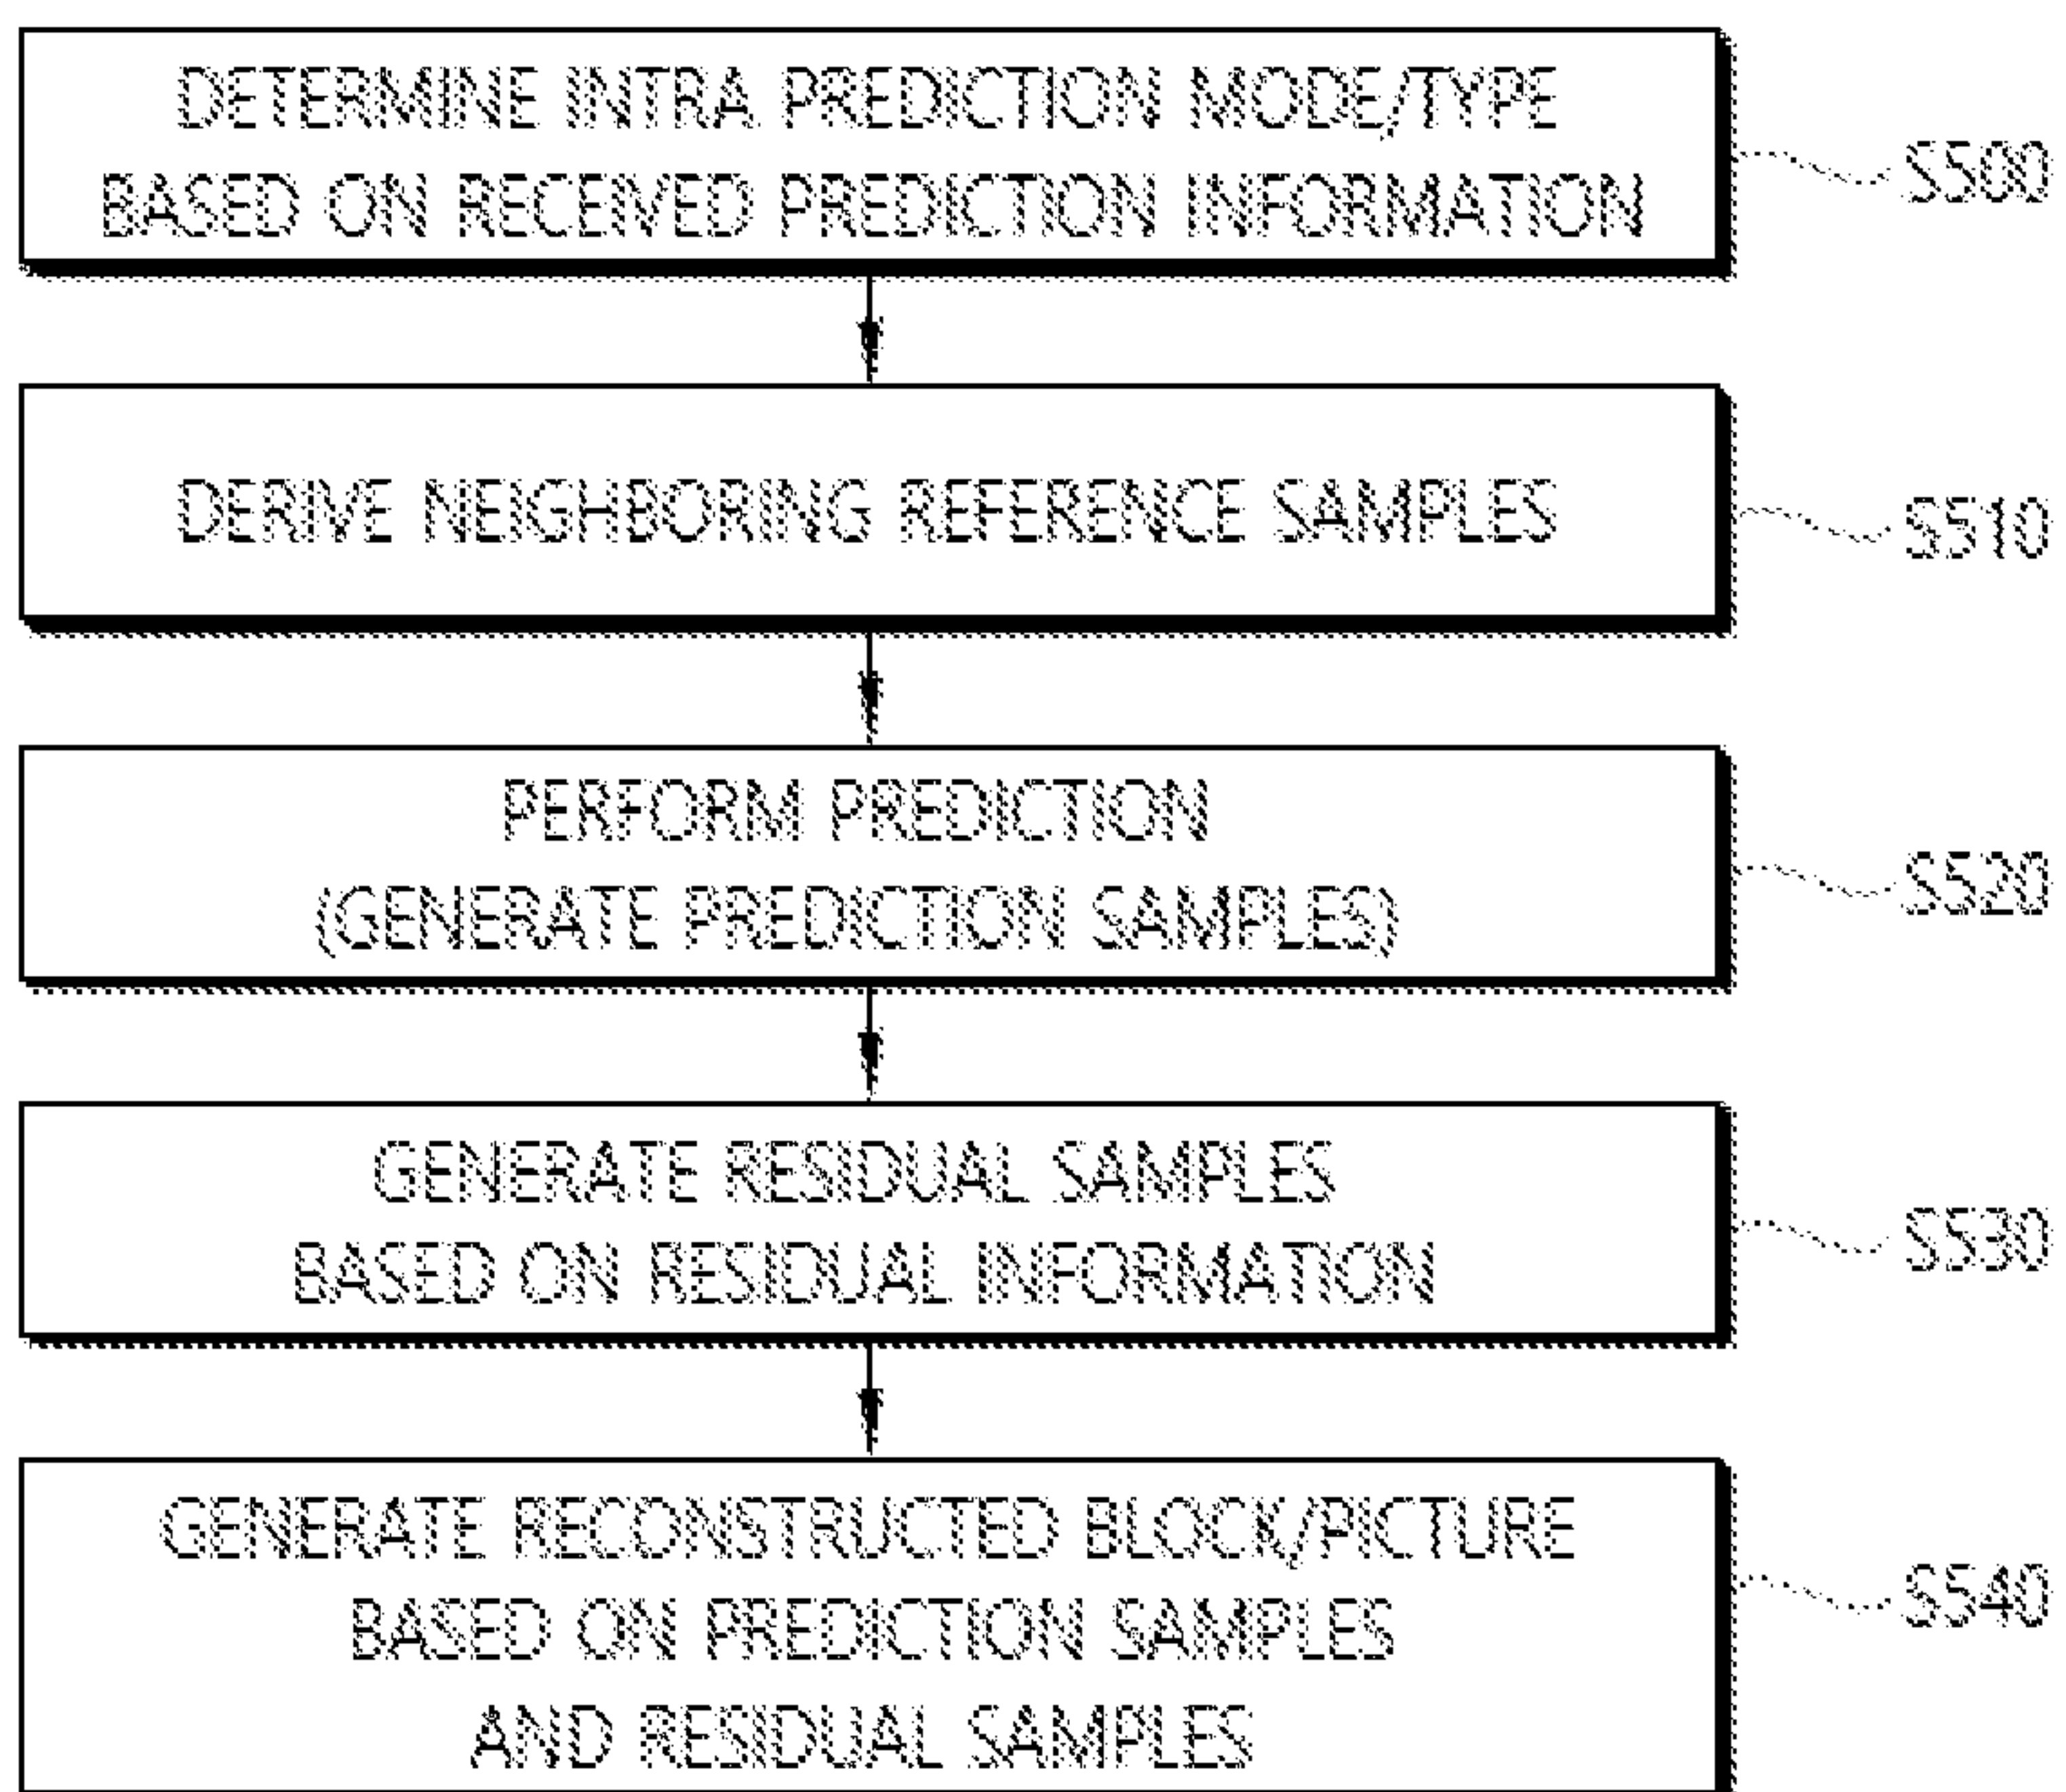 DETERMINE INTRA PREDICTION MODE/TYPE
BASED ON RECEIVED PREDICTION INFORMATION
S500
DERIVE NEIGHBORING REFERENCE SAMPLES
S510
PERFORM PREDICTION
(GENERATE PREDICTION SAMPLES)
S520
GENERATE RESIDUAL SAMPLES
BASED ON RESIDUAL INFORMATION
S530
GENERATE RECONSTRUCTED BLOCK/PICTURE
BASED ON PREDICTION SAMPLES
AND RESIDUAL SAMPLES
S540